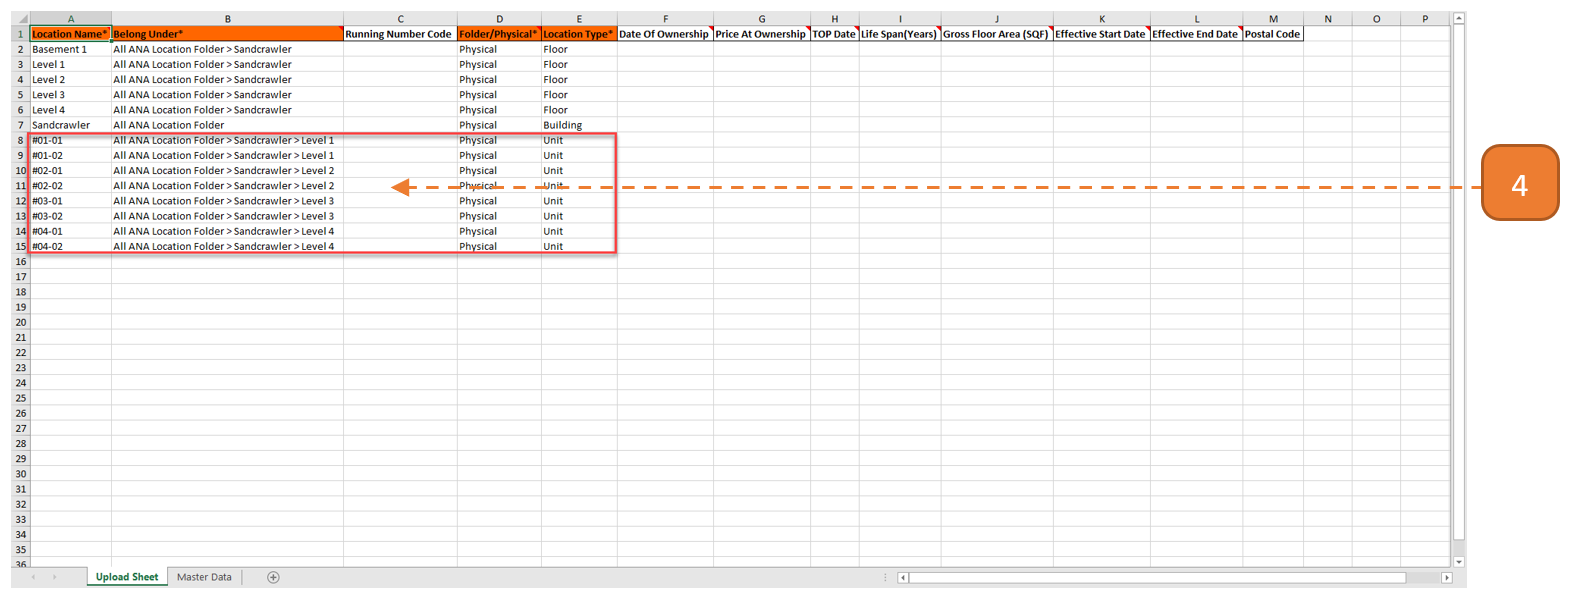 A B C D E F G H I J K L M N O P
1 Location Name* Belong Under* Running Number Code Folder/Physical* Location Type* Date Of Ownership Price At Ownership TOP Date Life Span(Years) Gross Floor Area (SQF) Effective Start Date Effective End Date Postal Code
2 Basement 1 All ANA Location Folder > Sandcrawler Physical Floor
3 Level 1 All ANA Location Folder > Sandcrawler Physical Floor
4 Level 2 All ANA Location Folder > Sandcrawler Physical Floor
5 Level 3 All ANA Location Folder > Sandcrawler Physical Floor
6 Level 4 All ANA Location Folder > Sandcrawler Physical Floor
7 Sandcrawler All ANA Location Folder Physical Building
8 #01-01 All ANA Location Folder > Sandcrawler > Level 1 Physical Unit
9 #01-02 All ANA Location Folder > Sandcrawler > Level 1 Physical Unit
10 #02-01 All ANA Location Folder > Sandcrawler > Level 2 Physical Unit
11 #02-02 All ANA Location Folder > Sandcrawler > Level 2 Physical Unit 4
12 #03-01 All ANA Location Folder > Sandcrawler > Level 3 Physical Unit
13 #03-02 All ANA Location Folder > Sandcrawler > Level 3 Physical Unit
14 #04-01 All ANA Location Folder > Sandcrawler > Level 4 Physical Unit
15 #04-02 All ANA Location Folder > Sandcrawler > Level 4 Physical Unit
16
17
18
19
20
21
22
23
24
25
26
27
28
29
30
31
32
33
34
35
36
Upload Sheet Master Data